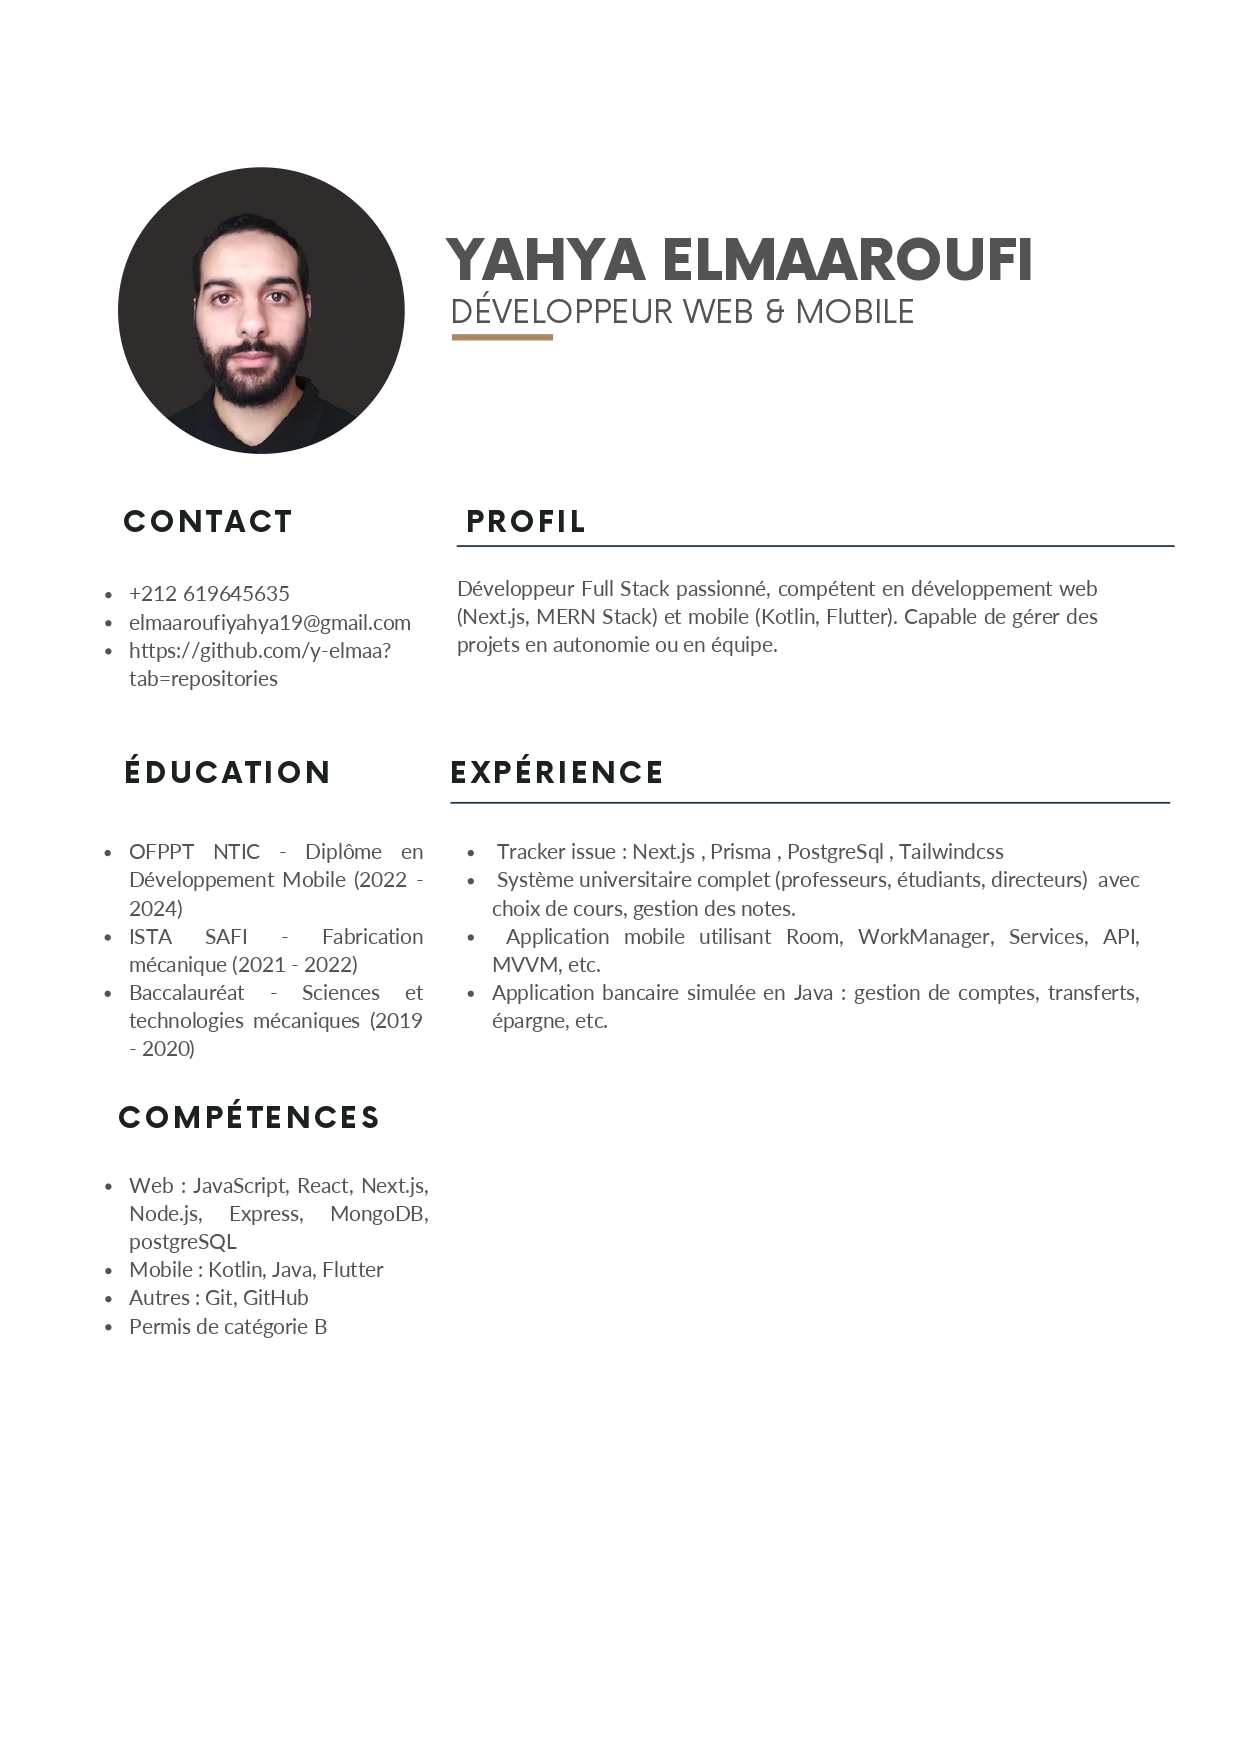 YAHYA ELMAAROUFI
DÉVELOPPEUR WEB & MOBILE
CONTACT
+212 619645635
elmaaroufiyahya19@gmail.com
https://github.com/y-elmaa?
tab=repositories
PROFIL
Développeur Full Stack passionné, compétent en développement web
(Next.js, MERN Stack) et mobile (Kotlin, Flutter). Capable de gérer des
projets en autonomie ou en équipe.
ÉDUCATION
OFPPT NTIC - Diplôme en
Développement Mobile (2022 -
2024)
ISTA SAFI - Fabrication
mécanique (2021 - 2022)
Baccalauréat - Sciences et
technologies mécaniques (2019
- 2020)
EXPÉRIENCE
Tracker issue : Next.js , Prisma , PostgreSql , Tailwindcss
Système universitaire complet (professeurs, étudiants, directeurs) avec
choix de cours, gestion des notes.
Application mobile utilisant Room, WorkManager, Services, API,
MVVM, etc.
Application bancaire simulée en Java : gestion de comptes, transferts,
épargne, etc.
COMPÉTENCES
Web : JavaScript, React, Next.js,
Node.js, Express, MongoDB,
postgreSQL
Mobile : Kotlin, Java, Flutter
Autres : Git, GitHub
Permis de catégorie B